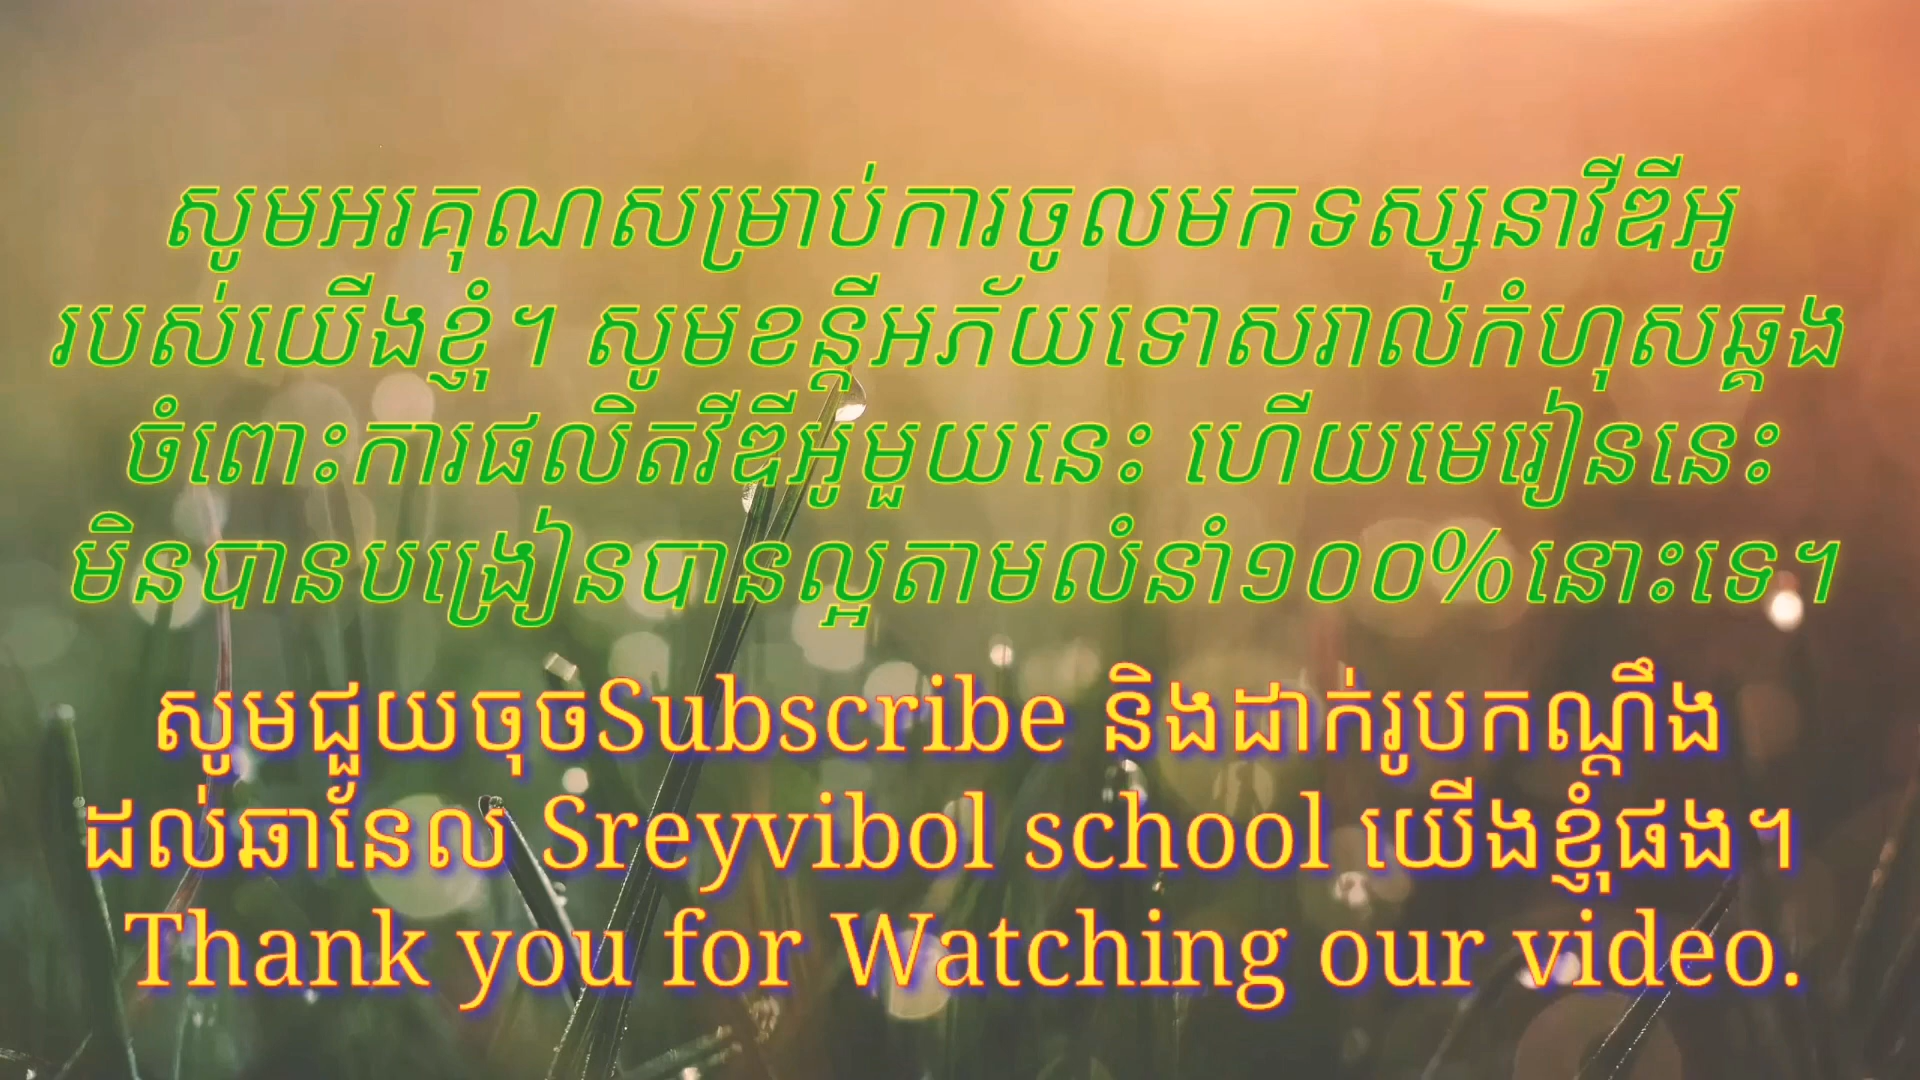 សូមអរគុណសម្រាប់ការចូលមកទស្សនាវីឌីអូ
របស់យើងខ្ញុំ។ សូមខន្តីអភ័យទោសរាល់កំហុសឆ្គង
ចំពោះការផលិតវីឌីអូមួយនេះ ហើយមេរៀននេះ
មិនបានបង្រៀនបានល្អតាមលំនាំ១០០%នោះទេ។
សូមជួយចុចSubscribe និងដាក់រូបកណ្ដឹង
ដល់ឆានែល Sreyvibol school យើងខ្ញុំផង។
Thank you for Watching our video.